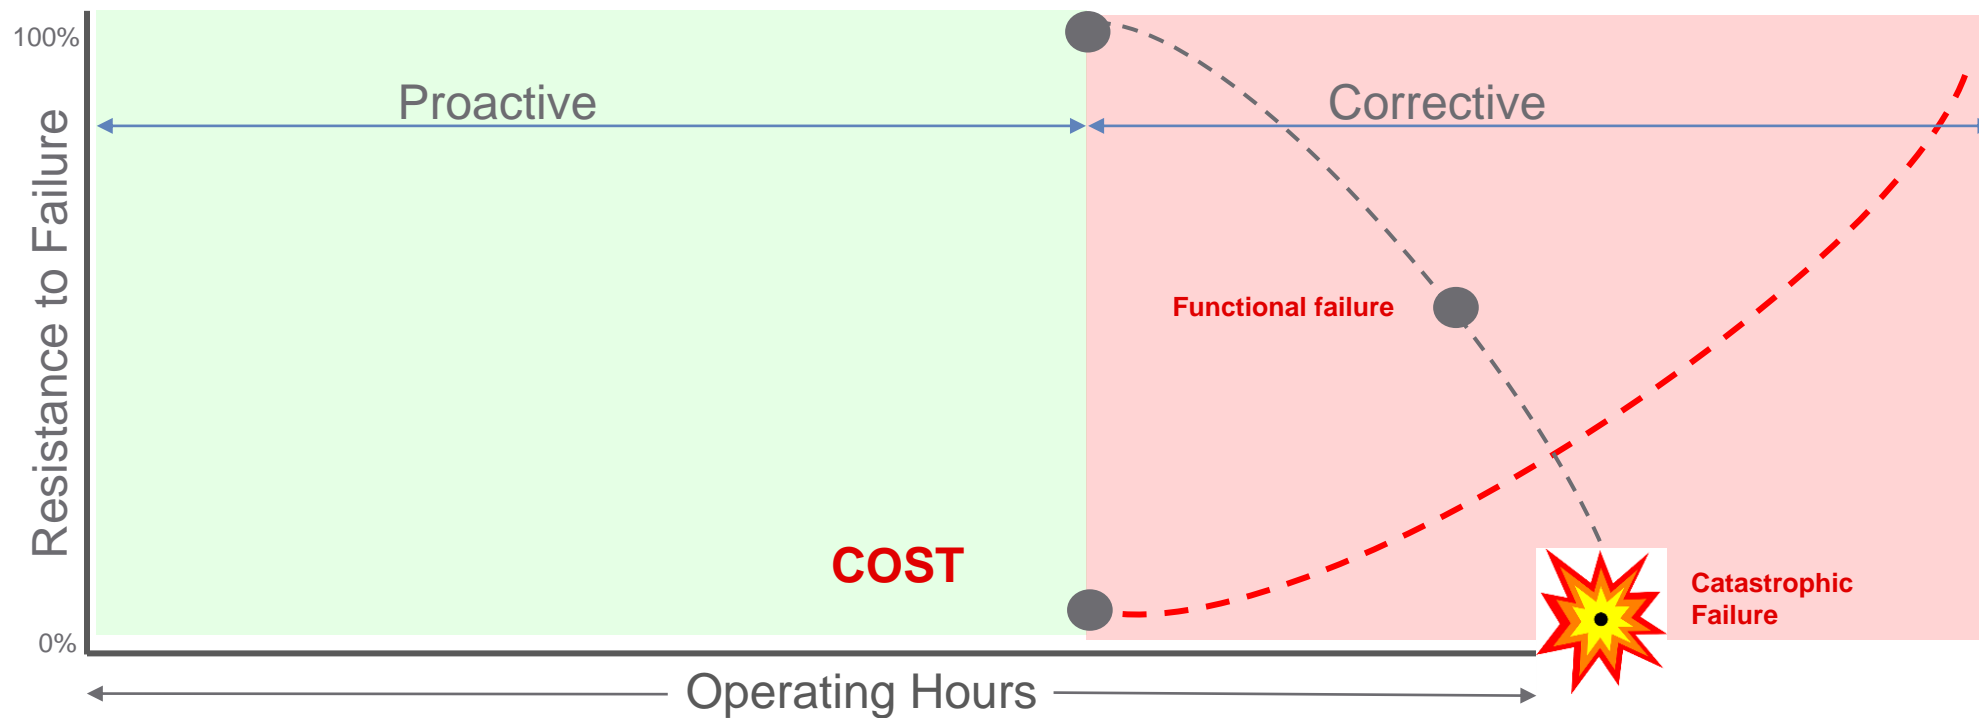 100%
Proactive
Corrective
Resistance to Failure
Functional failure
COST
Catastrophic
Failure
0%
Operating Hours